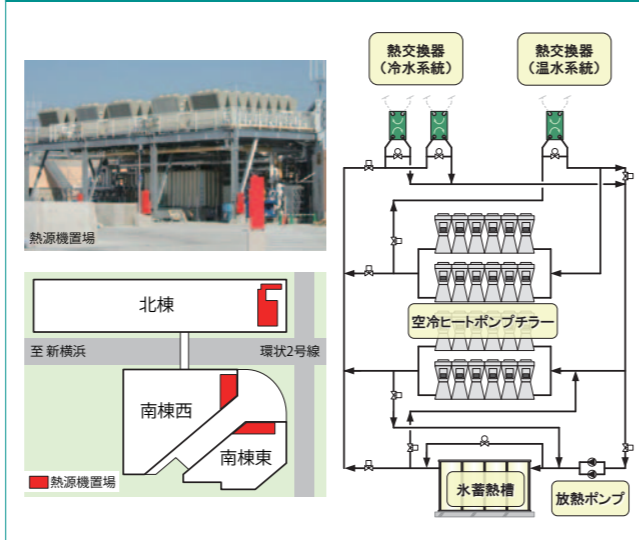 熱源機置場
北棟
至 新横浜
環状2号線
南棟西
南棟東
熱源機置場
熱交換器
（冷水系統）
熱交換器
（温水系統）
空冷ヒートポンプチラー
氷蓄熱槽
放熱ポンプ